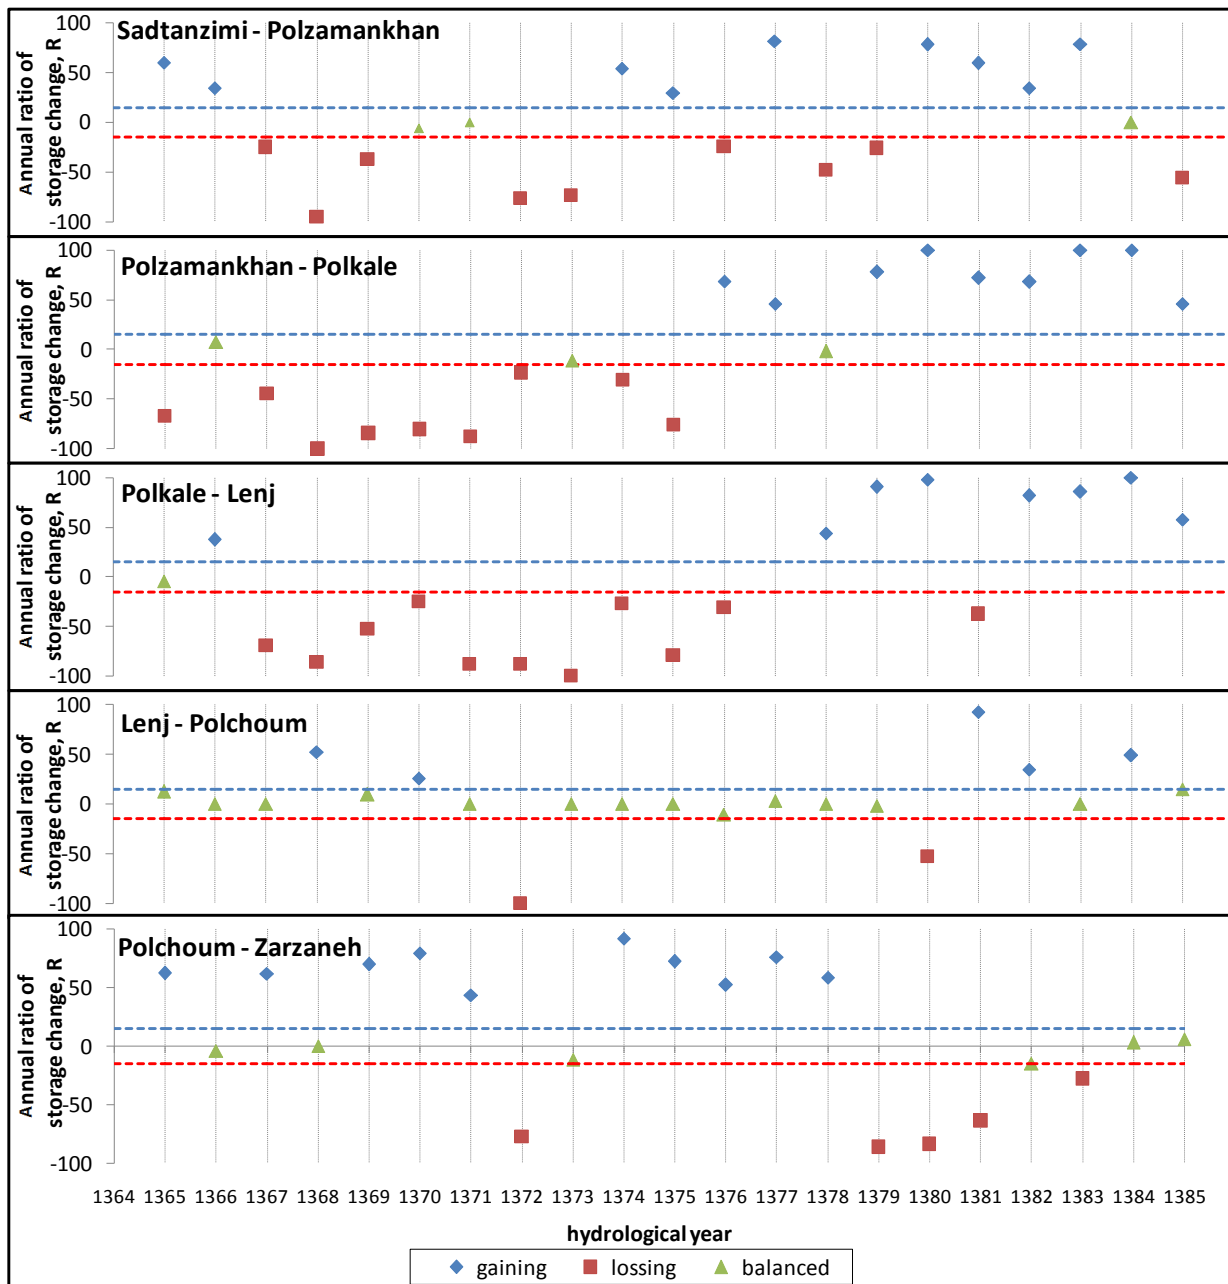 Sadtanzimi - Polzamankhan
Annual ratio of
storage change, R
100
50
0
-50
-100
Polzamankhan - Polkale
Annual ratio of
storage change, R
100
50
0
-50
-100
Polkale - Lenj
Annual ratio of
storage change, R
100
50
0
-50
-100
Lenj - Polchoum
Annual ratio of
storage change, R
100
50
0
-50
-100
Polchoum - Zarzaneh
Annual ratio of
storage change, R
100
50
0
-50
-100
1364 1365 1366 1367 1368 1369 1370 1371 1372 1373 1374 1375 1376 1377 1378 1379 1380 1381 1382 1383 1384 1385
hydrological year
gaining lossing balanced